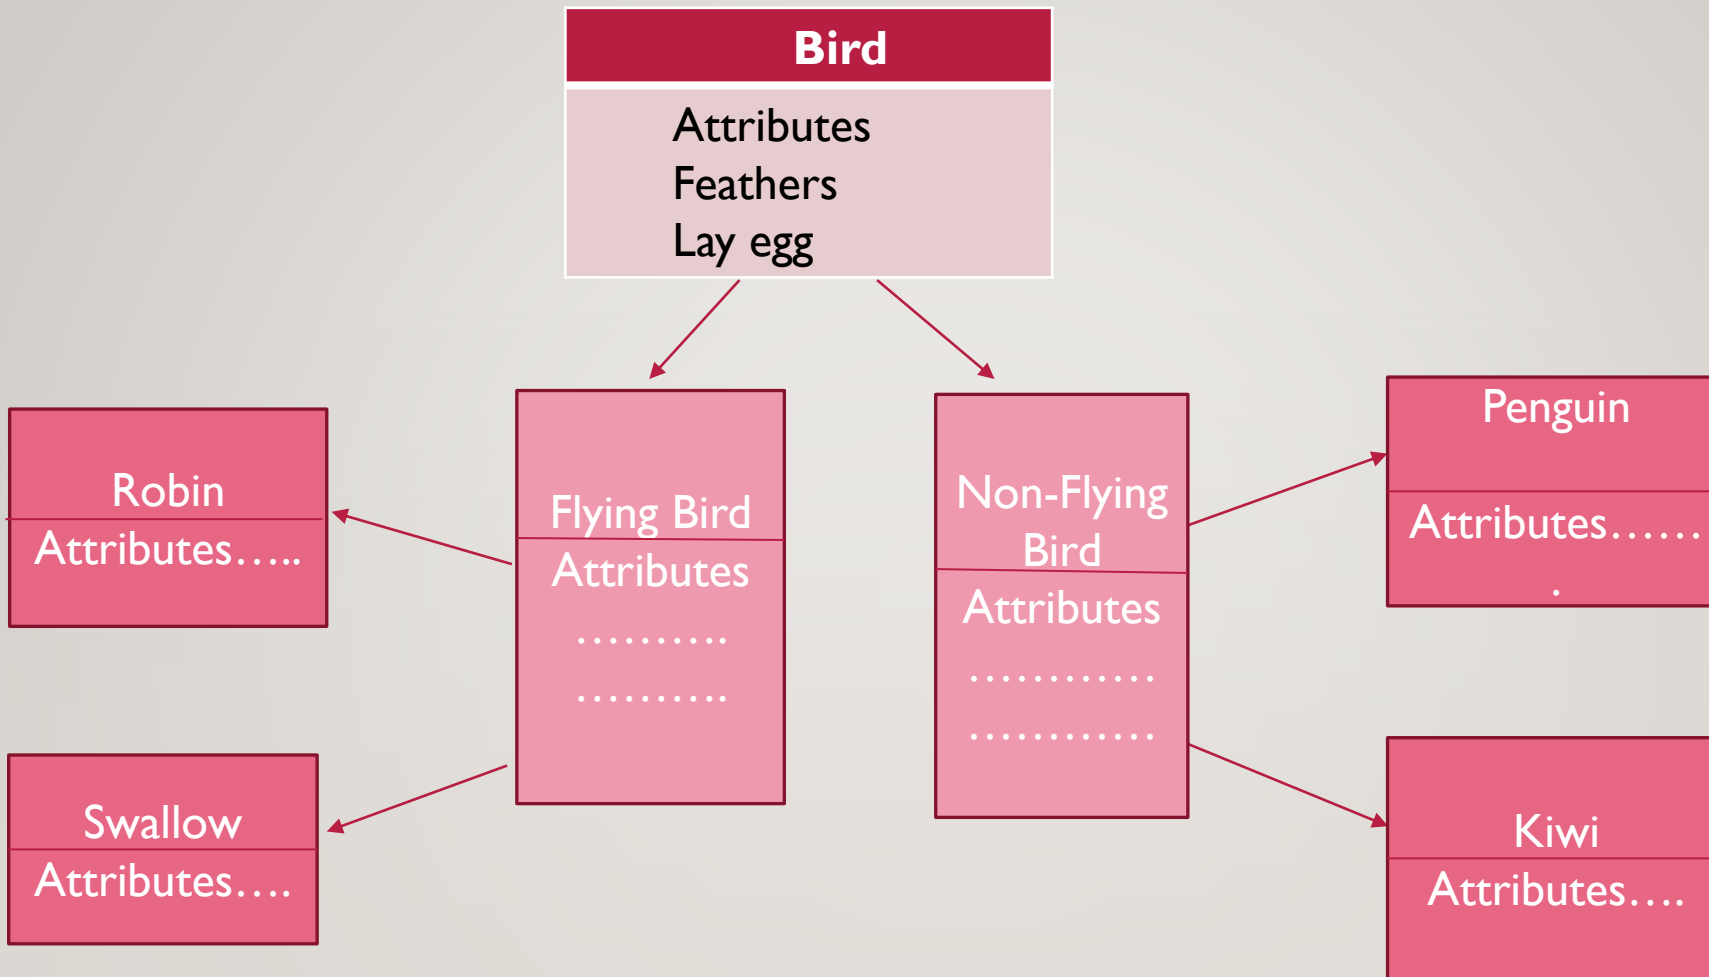 Bird
Attributes
Feathers
Lay egg
Robin
Attributes…..
Flying Bird
Attributes
……….
……….
Non-Flying
Bird
Attributes
…………
…………
Penguin
Attributes……
.
Swallow
Attributes….
Kiwi
Attributes….